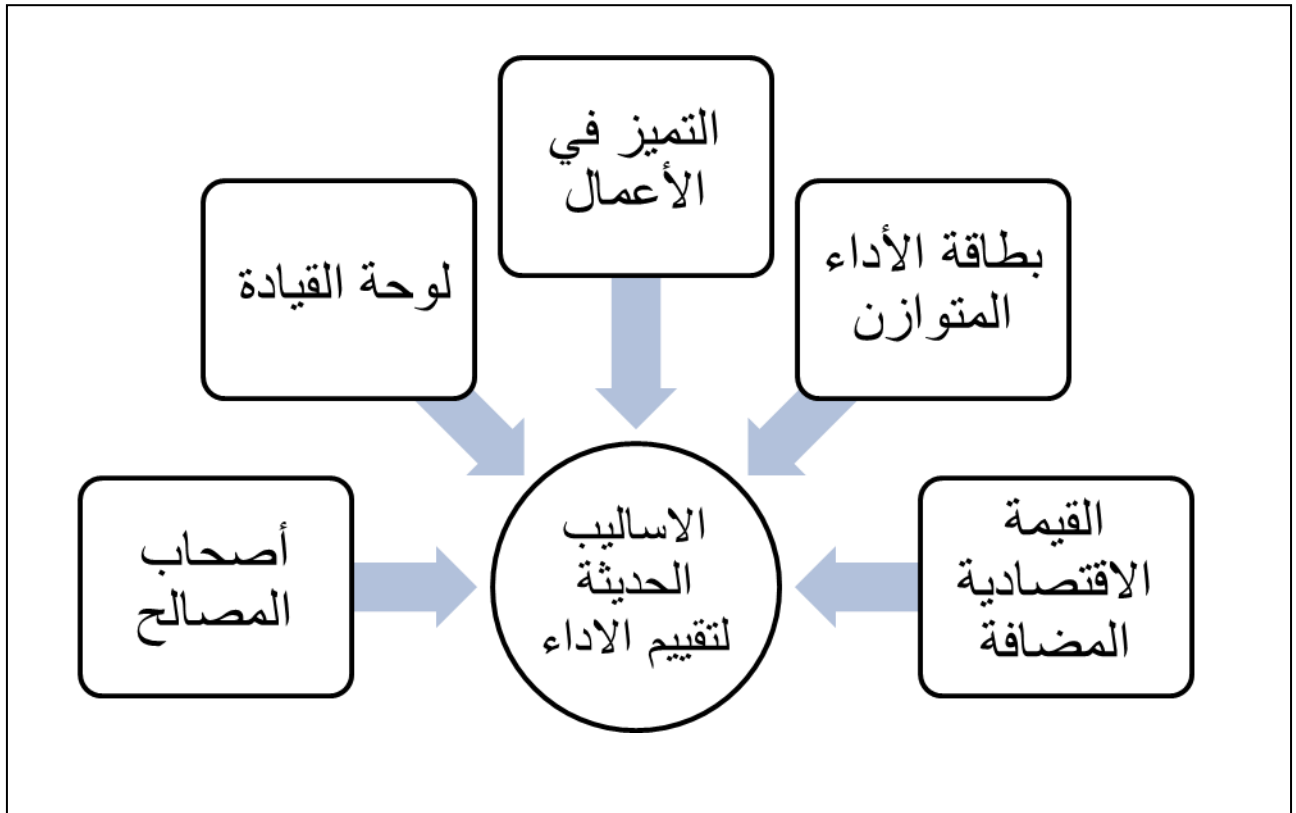 التميز في
الأعمال
بطاقة الأداء
المتوازن
لوحة القيادة
القيمة
الاقتصادية
المضافة
أصحاب
المصالح
الاساليب
الحديثة
لتقييم الاداء